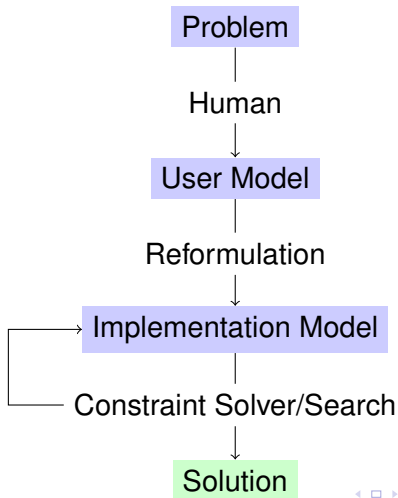 Problem
Human
User Model
Reformulation
Implementation Model
Constraint Solver/Search
Solution